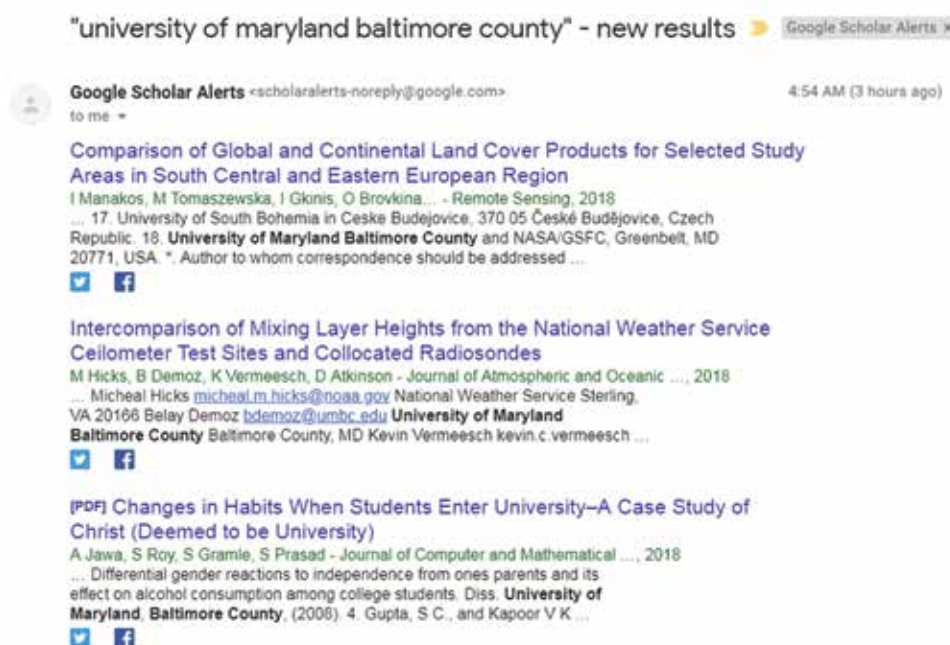 "university of maryland baltimore county" - new results Google Scholar Alerts ×
Google Scholar Alerts <scholaralerts-noreply@google.com> 4:54 AM (3 hours ago)
to me
Comparison of Global and Continental Land Cover Products for Selected Study
Areas in South Central and Eastern European Region
I Manakos, M Tomaszewska, I Gkinis, O Brovkina... - Remote Sensing, 2018
... 17. University of South Bohemia in Ceske Budejovice, 370 05 České Budějovice, Czech
Republic. 18. University of Maryland Baltimore County and NASA/GSFC, Greenbelt, MD
20771, USA. *. Author to whom correspondence should be addressed ...
Intercomparison of Mixing Layer Heights from the National Weather Service
Ceilometer Test Sites and Collocated Radiosondes
M Hicks, B Demoz, K Vermeesch, D Atkinson - Journal of Atmospheric and Oceanic ..., 2018
... Micheal Hicks micheal.m.hicks@noaa.gov National Weather Service Sterling,
VA 20166 Belay Demoz bdemoz@umbc.edu University of Maryland
Baltimore County Baltimore County, MD Kevin Vermeesch kevin.c.vermeesch ...
[PDF] Changes in Habits When Students Enter University–A Case Study of
Christ (Deemed to be University)
A Jawa, S Roy, S Gramle, S Prasad - Journal of Computer and Mathematical ..., 2018
... Differential gender reactions to independence from ones parents and its
effect on alcohol consumption among college students. Diss. University of
Maryland, Baltimore County, (2008). 4. Gupta, S C., and Kapoor V K ...